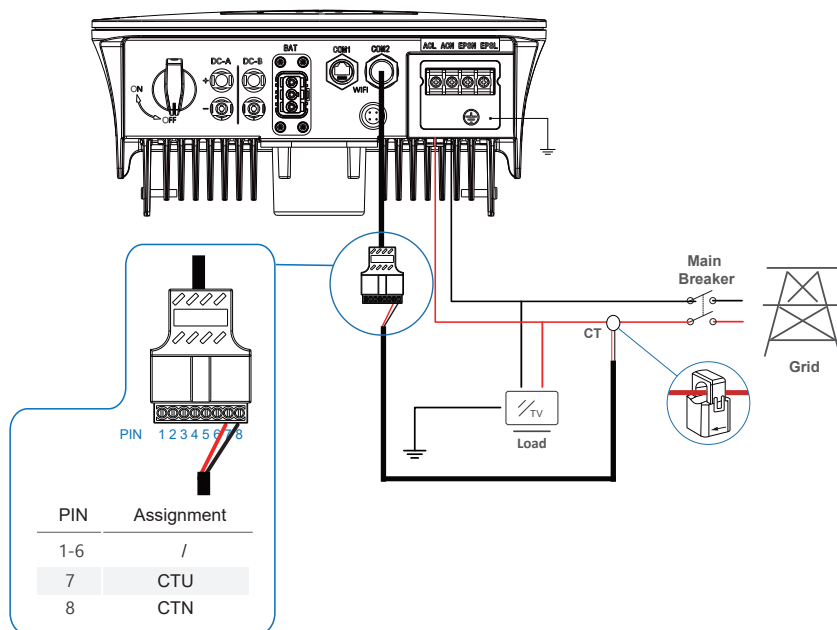 ACL ACN EPSN EPSL
BAT
COM1
COM2
DC-A
DC-B
ON
OFF
+
-
WIFI
Main
Breaker
CT
Grid
TV
Load
PIN 1 2 3 4 5 6 7 8
PIN Assignment
1-6 /
7 CTU
8 CTN